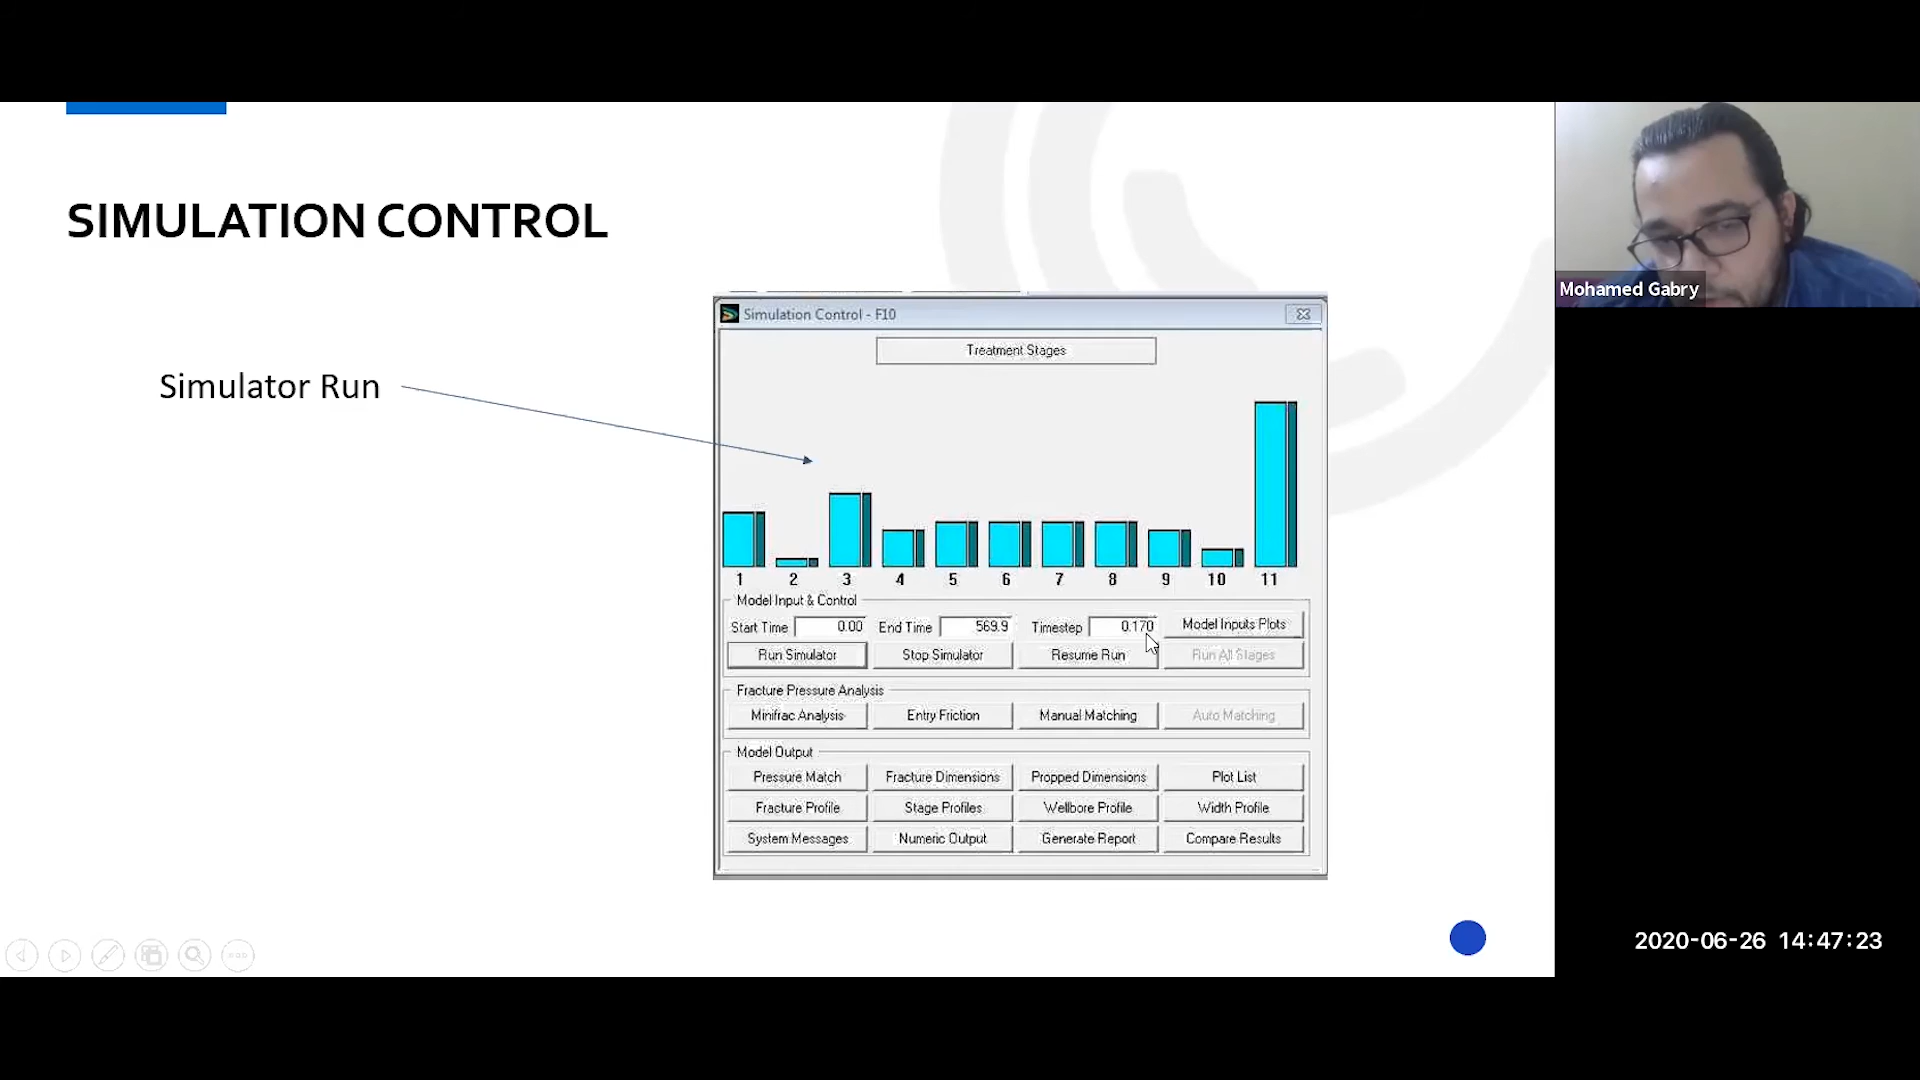 SIMULATION CONTROL
Mohamed Gabry
Simulator Run
Simulation Control - F10
Treatment Stages
1 2 3 4 5 6 7 8 9 10 11
Model Input & Control
Start Time 0.00 End Time 569.9 Timestep 0.170 Model Inputs Plots
Run Simulator Stop Simulator Resume Run Run All Stages
Fracture Pressure Analysis
Minifrac Analysis Entry Friction Manual Matching Auto Matching
Model Output
Pressure Match Fracture Dimensions Propped Dimensions Plot List
Fracture Profile Stage Profiles Wellbore Profile Width Profile
System Messages Numeric Output Generate Report Compare Results
2020-06-26 14:47:23